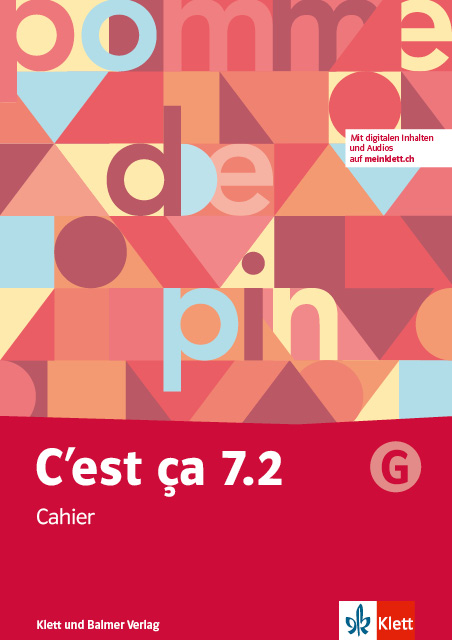 pomme
de
pin
Mit digitalen Inhalten
und Audios
auf meinklett.ch
C'est ça 7.2
G
Cahier
Klett und Balmer Verlag
Klett